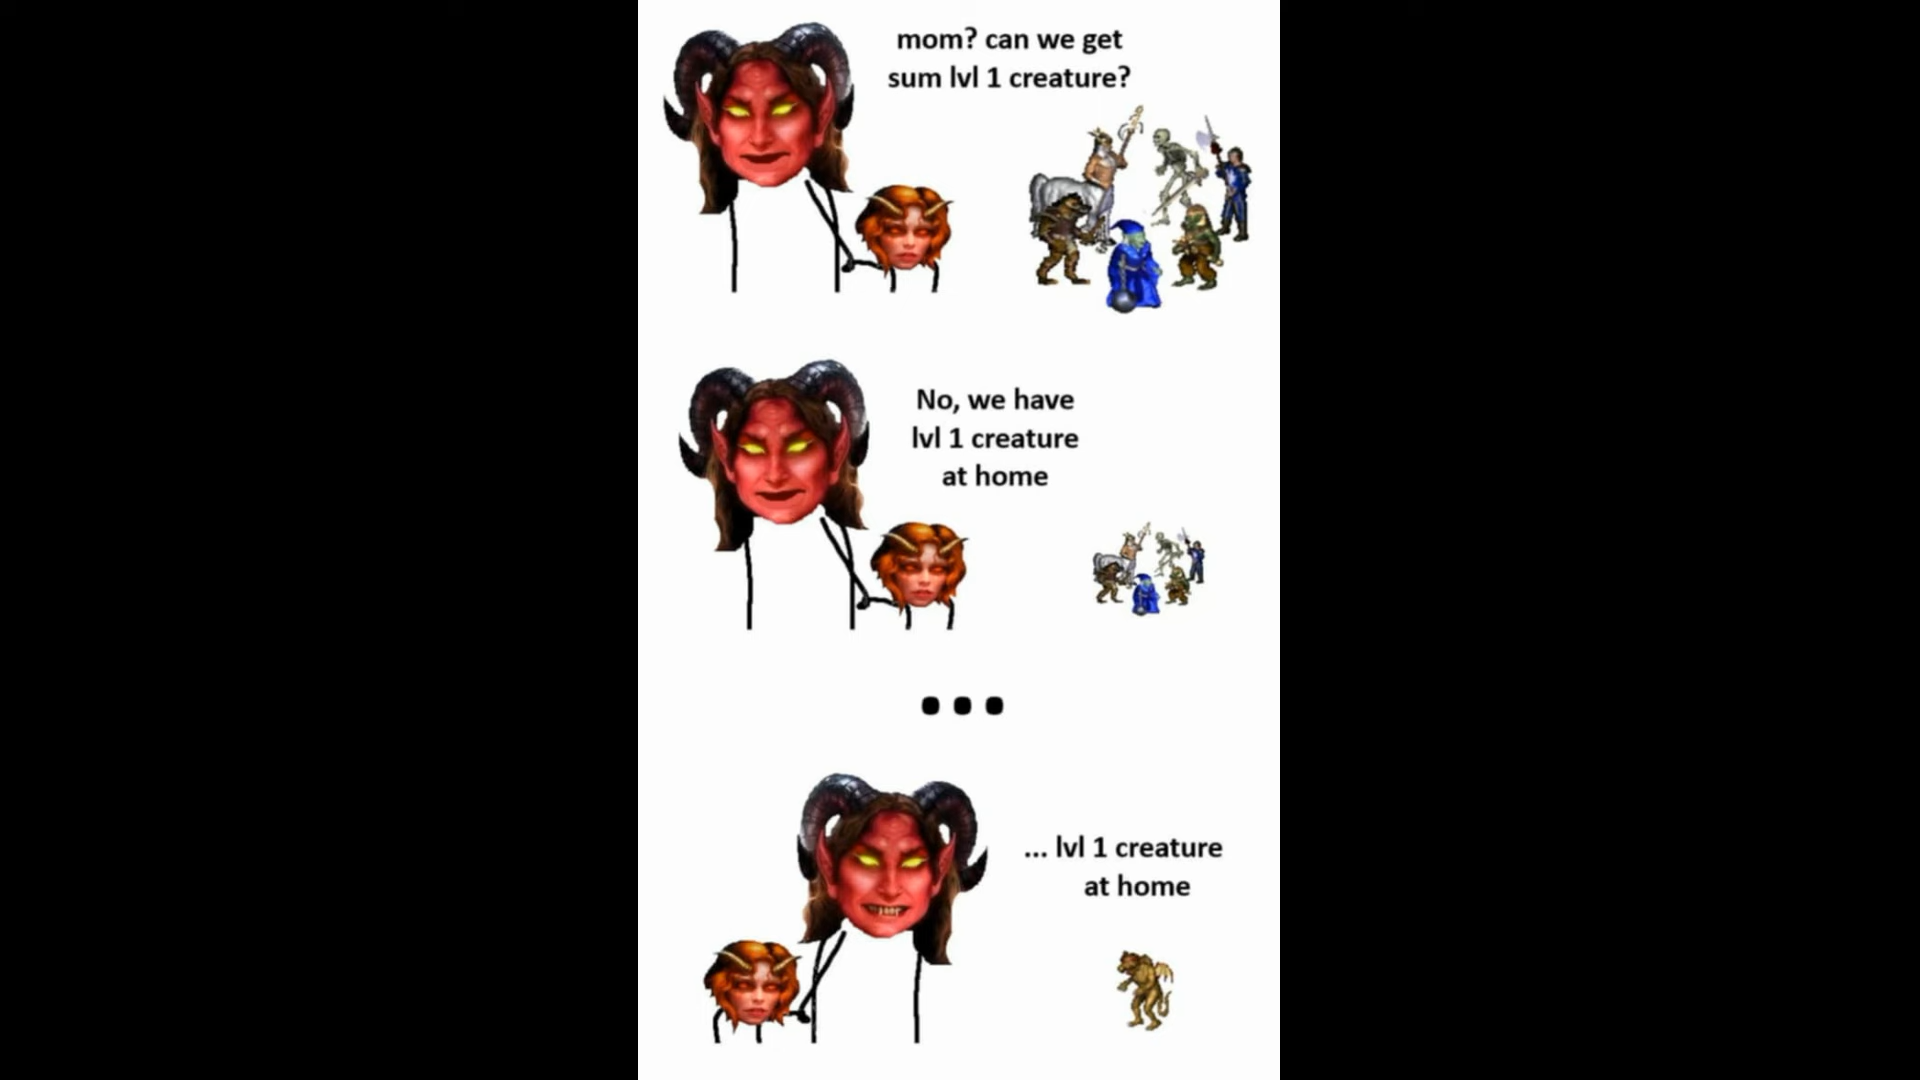 mom? can we get
sum lvl 1 creature?
No, we have
lvl 1 creature
at home
...
... lvl 1 creature
at home